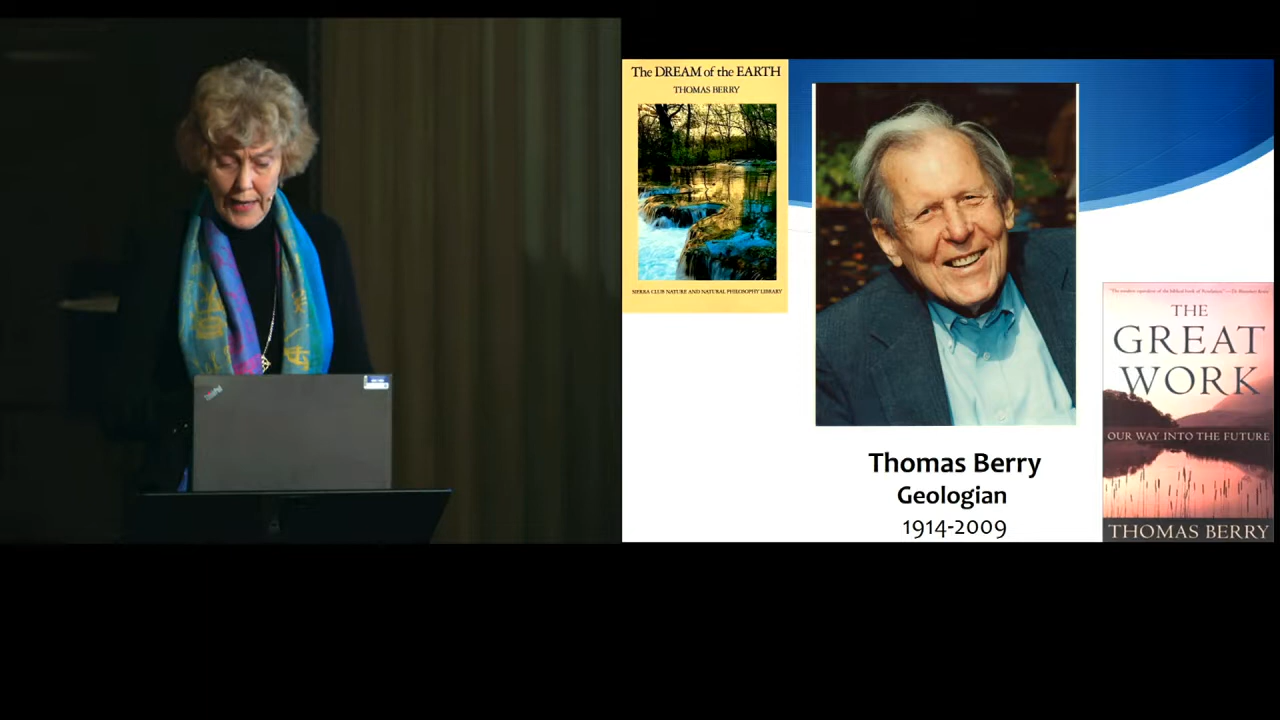 The DREAM of the EARTH
THOMAS BERRY
SIERRA CLUB NATURE AND NATURAL PHILOSOPHY LIBRARY
Thomas Berry
Geologian
1914-2009
THE
GREAT
WORK
OUR WAY INTO THE FUTURE
THOMAS BERRY
ThinkPad